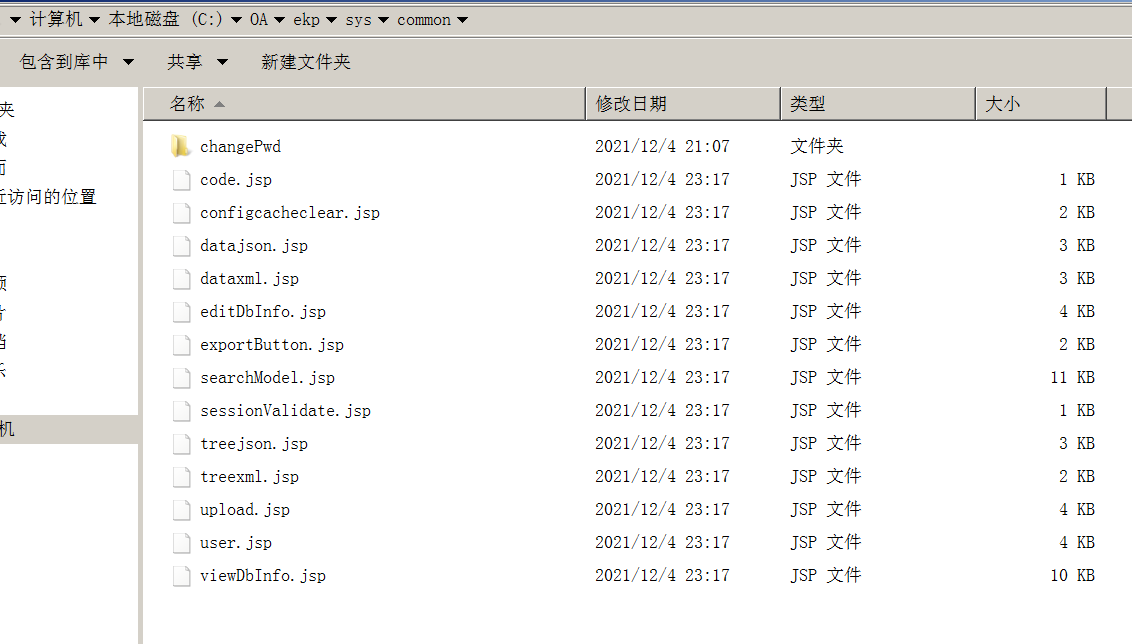 计算机 本地磁盘 (C:) OA ekp sys common
包含到库中 共享 新建文件夹
名称 修改日期 类型 大小
夹
changePwd 2021/12/4 21:07 文件夹
code.jsp 2021/12/4 23:17 JSP 文件 1 KB
近访问的位置
configcacheclear.jsp 2021/12/4 23:17 JSP 文件 2 KB
datajson.jsp 2021/12/4 23:17 JSP 文件 3 KB
dataxml.jsp 2021/12/4 23:17 JSP 文件 3 KB
editDbInfo.jsp 2021/12/4 23:17 JSP 文件 4 KB
exportButton.jsp 2021/12/4 23:17 JSP 文件 2 KB
searchModel.jsp 2021/12/4 23:17 JSP 文件 11 KB
sessionValidate.jsp 2021/12/4 23:17 JSP 文件 1 KB
机
treejson.jsp 2021/12/4 23:17 JSP 文件 3 KB
treexml.jsp 2021/12/4 23:17 JSP 文件 2 KB
upload.jsp 2021/12/4 23:17 JSP 文件 4 KB
user.jsp 2021/12/4 23:17 JSP 文件 4 KB
viewDbInfo.jsp 2021/12/4 23:17 JSP 文件 10 KB